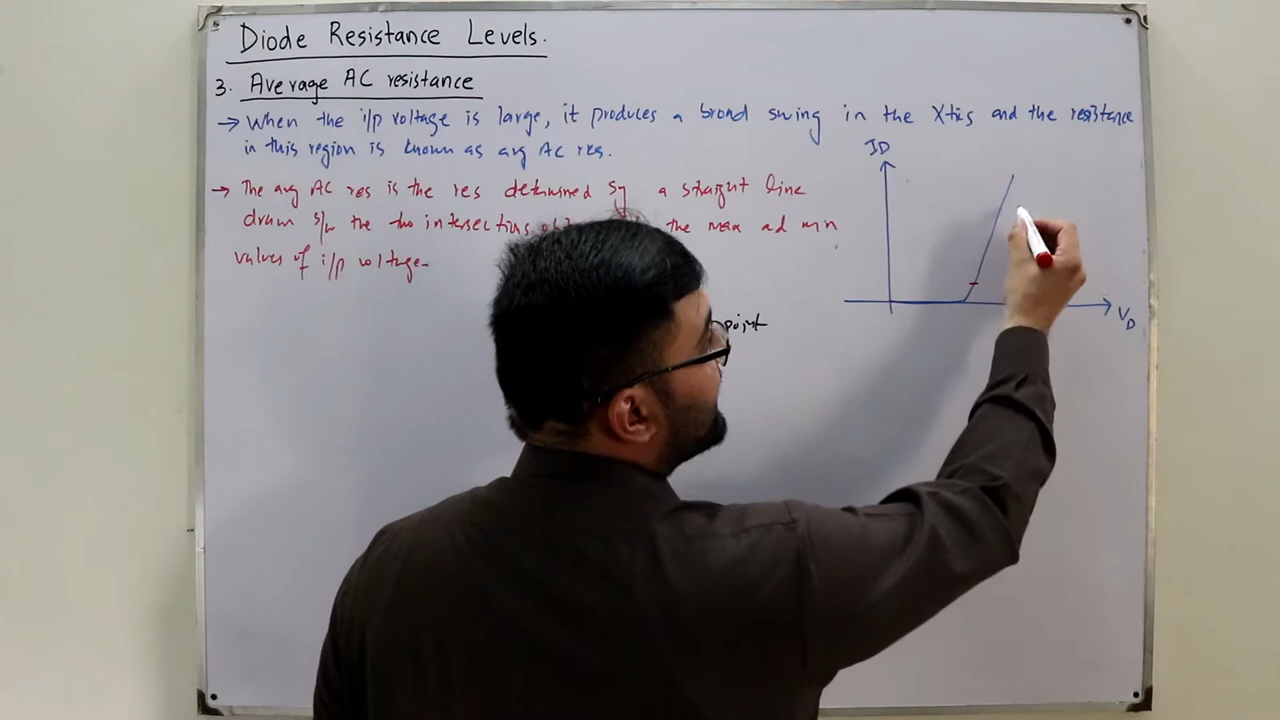 Diode Resistance Levels.
3. Average AC resistance
→ When the i/p voltage is large, it produces a broad swing in the Xtics and the resistance
in this region is known as avg AC res.
→ The avg AC res is the res determined by a straight line
drawn b/w the two intersections the max ad min
values of i/p voltage.
ID
point
VD